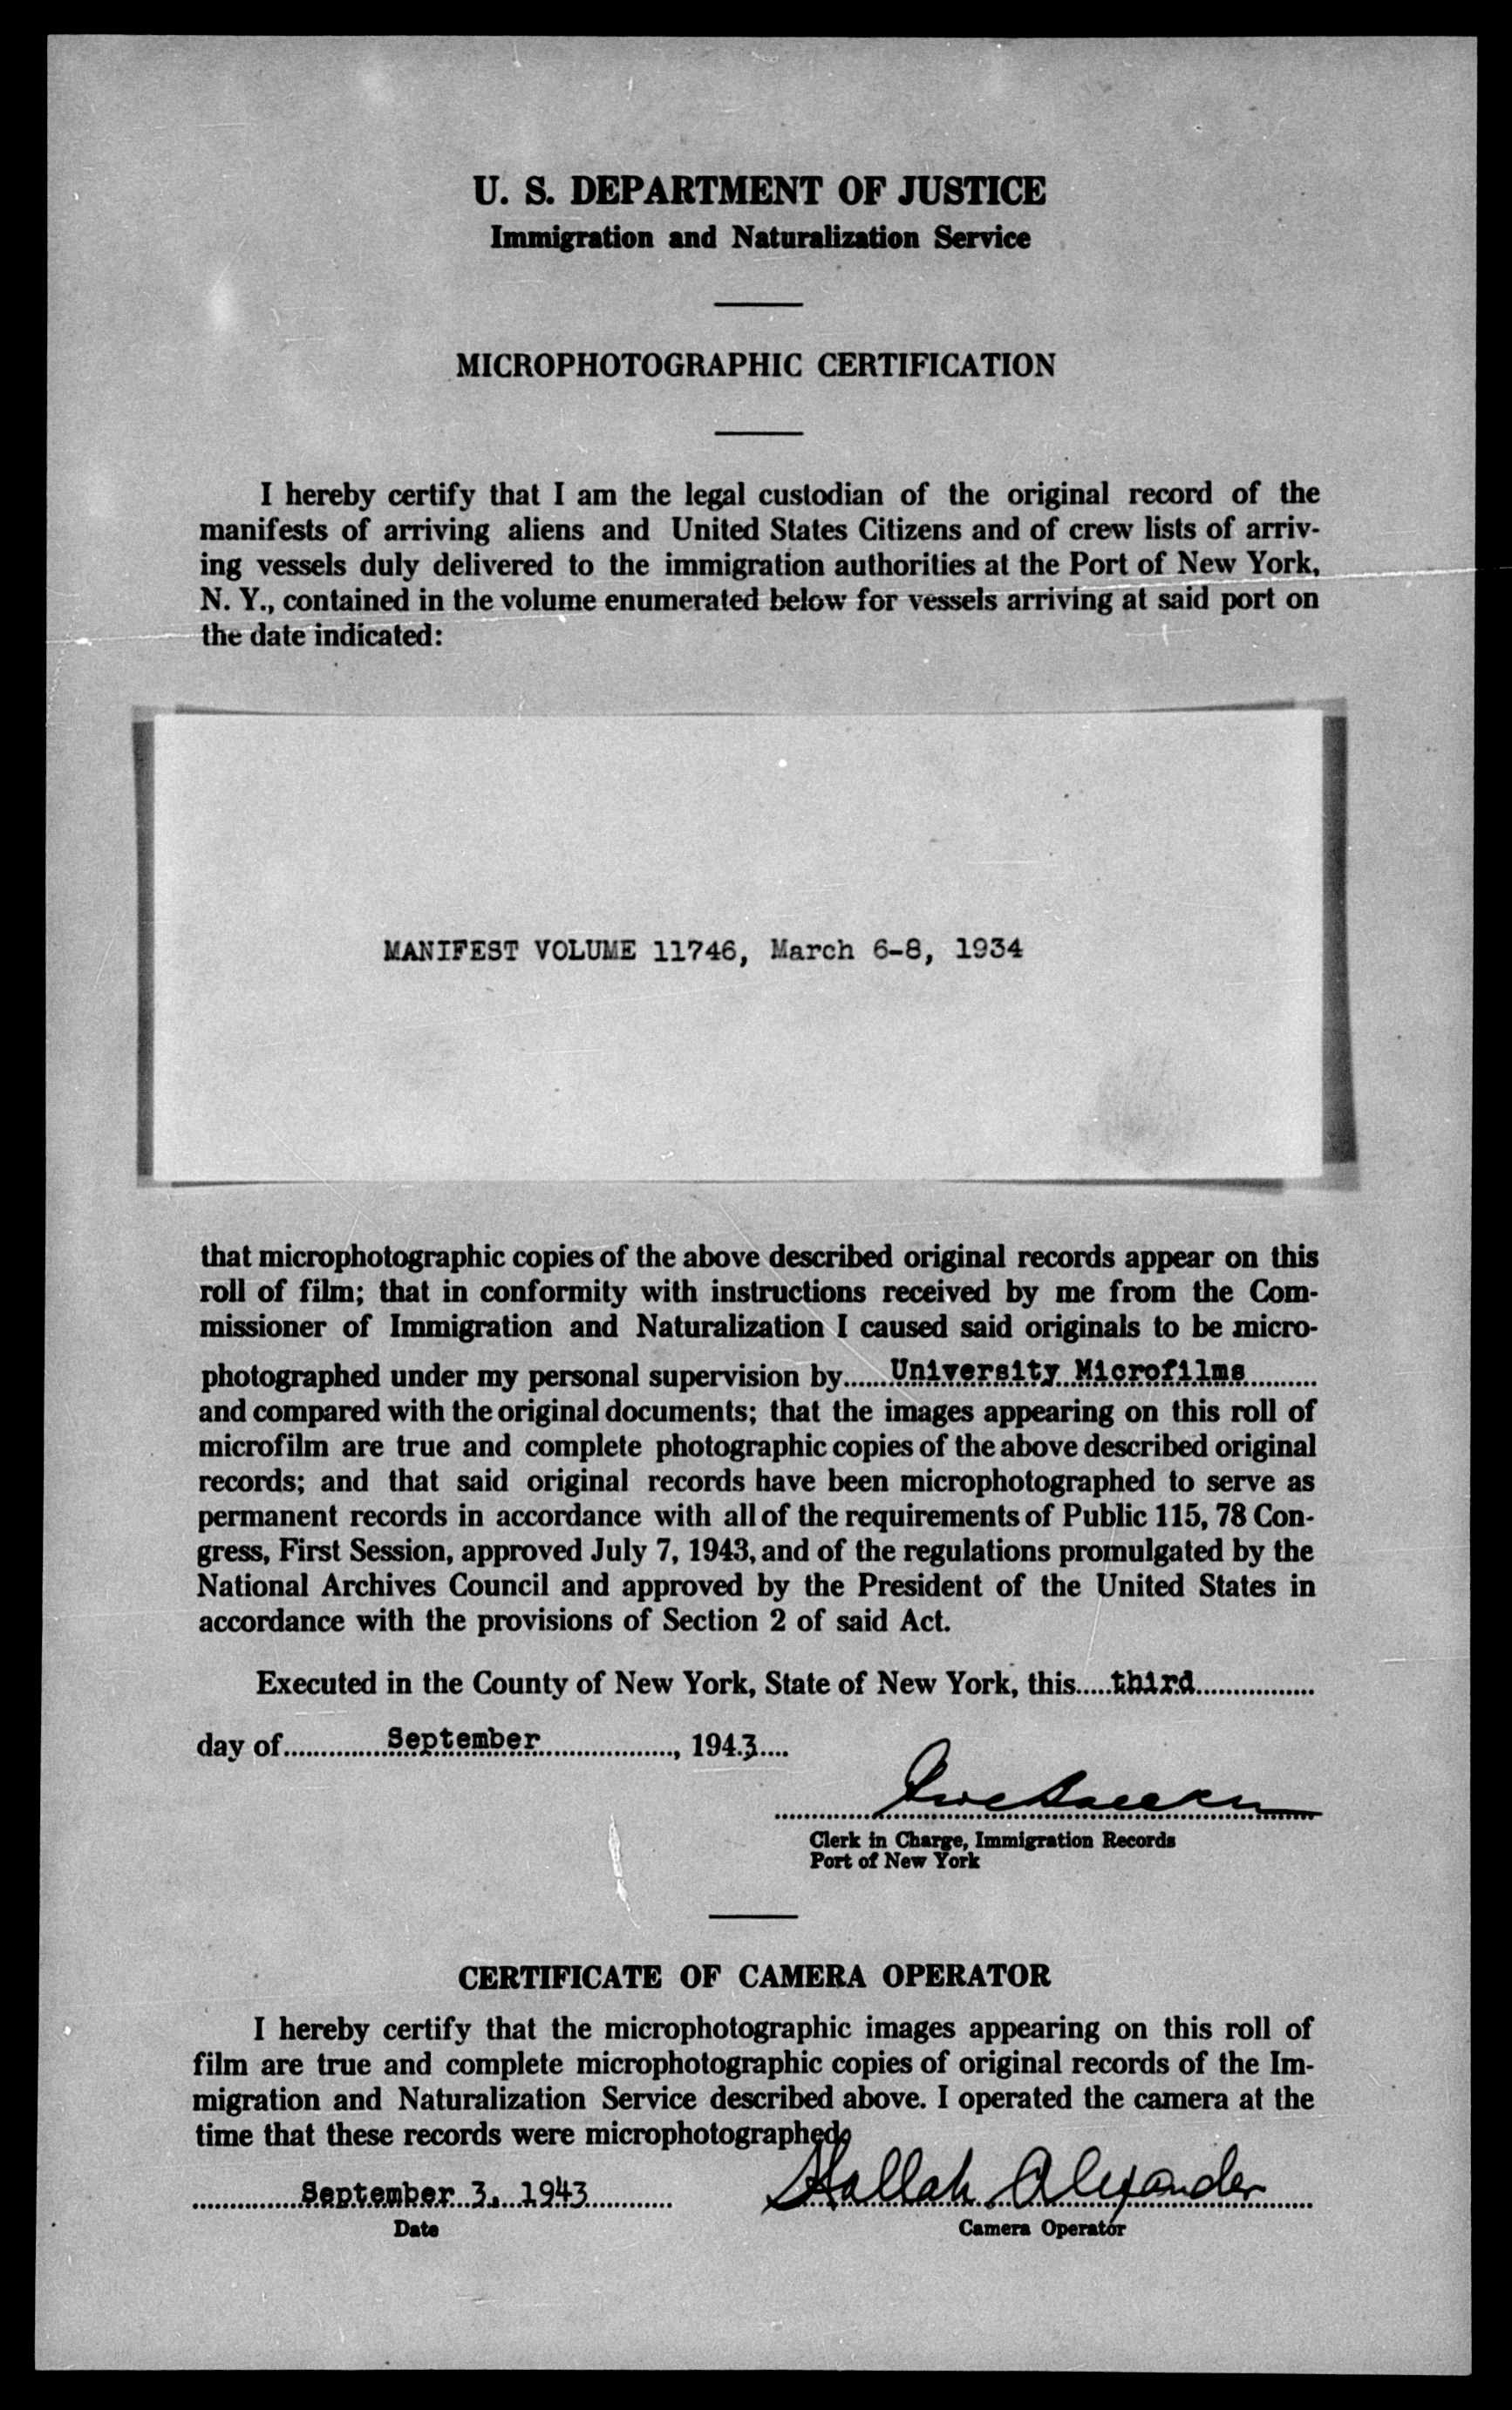 U. S. DEPARTMENT OF JUSTICE
Immigration and Naturalization Service
MICROPHOTOGRAPHIC CERTIFICATION
I hereby certify that I am the legal custodian of the original record of the
manifests of arriving aliens and United States Citizens and of crew lists of arriv-
ing vessels duly delivered to the immigration authorities at the Port of New York,
N. Y., contained in the volume enumerated below for vessels arriving at said port on
the date indicated:
MANIFEST VOLUME 11746, March 6-8, 1934
that microphotographic copies of the above described original records appear on this
roll of film; that in conformity with instructions received by me from the Com-
missioner of Immigration and Naturalization I caused said originals to be micro-
photographed under my personal supervision by......University Microfilms..........
and compared with the original documents; that the images appearing on this roll of
microfilm are true and complete photographic copies of the above described original
records; and that said original records have been microphotographed to serve as
permanent records in accordance with all of the requirements of Public 115, 78 Con-
gress, First Session, approved July 7, 1943, and of the regulations promulgated by the
National Archives Council and approved by the President of the United States in
accordance with the provisions of Section 2 of said Act.
Executed in the County of New York, State of New York, this.....third.................
day of..............September...................., 194.3....
Clerk in Charge, Immigration Records
Port of New York
CERTIFICATE OF CAMERA OPERATOR
I hereby certify that the microphotographic images appearing on this roll of
film are true and complete microphotographic copies of original records of the Im-
migration and Naturalization Service described above. I operated the camera at the
time that these records were microphotographed.
September 3, 1943 Hallah Alexander
Date Camera Operator